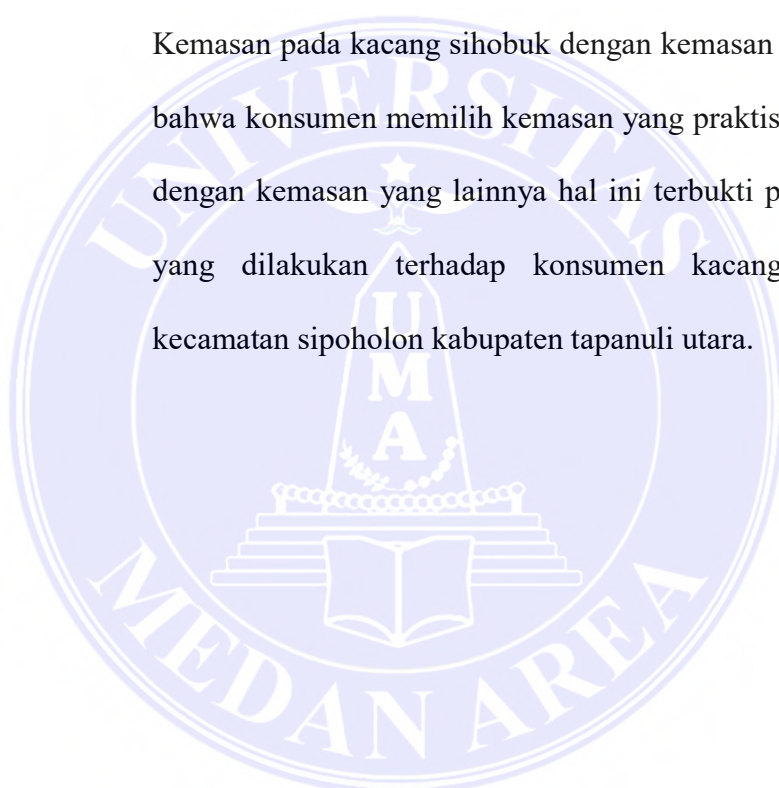 Kemasan pada kacang sihobuk dengan kemasan
bahwa konsumen memilih kemasan yang praktis
dengan kemasan yang lainnya hal ini terbukti p
yang dilakukan terhadap konsumen kacang
kecamatan sipoholon kabupaten tapanuli utara.
UNIVERSITAS
UMA
MEDAN AREA